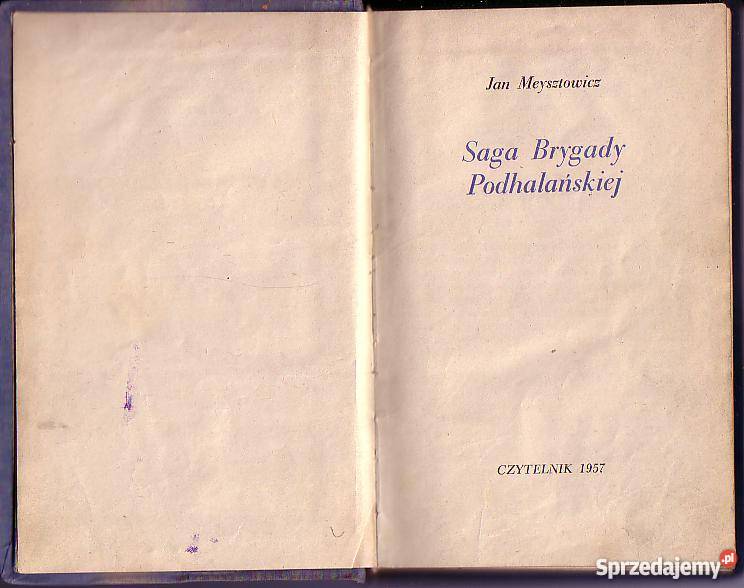 Jan Meysztowicz
Saga Brygady
Podhalańskiej
CZYTELNIK 1957
Sprzedajemy.pl